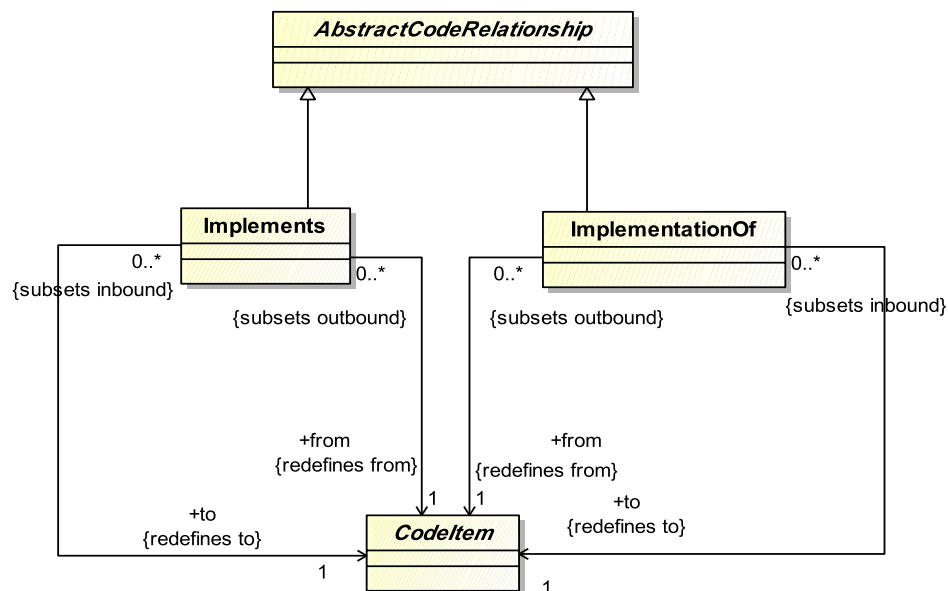 AbstractCodeRelationship
Implements
ImplementationOf
0..*
0..*
0..*
0..*
{subsets inbound}
{subsets outbound}
{subsets outbound}
{subsets inbound}
+from
{redefines from}
+from
{redefines from}
1
1
+to
{redefines to}
+to
{redefines to}
CodeItem
1
1